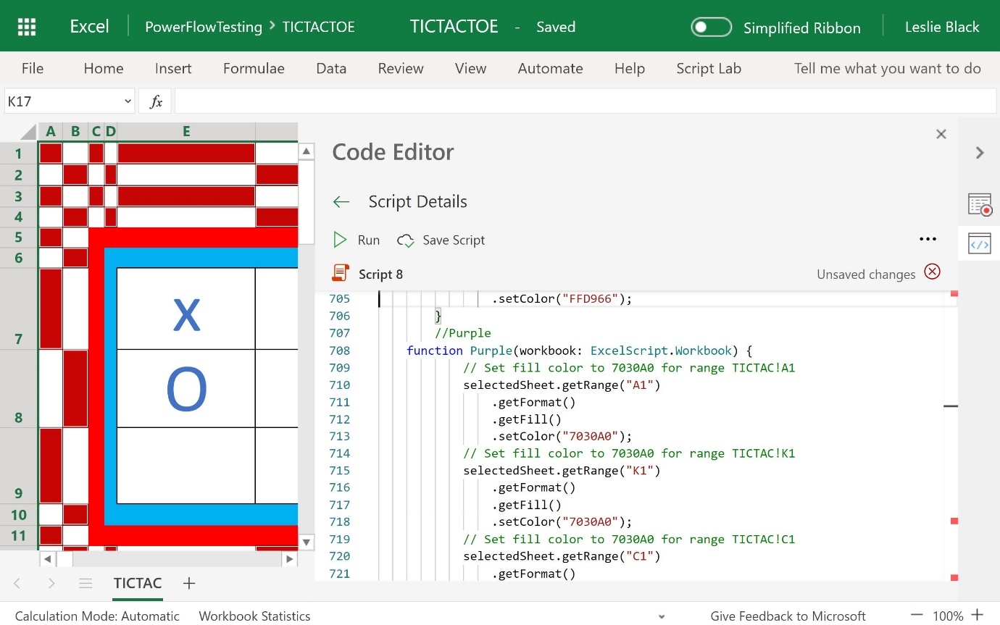 Excel PowerFlowTesting > TICTACTOE TICTACTOE - Saved Simplified Ribbon Leslie Black
File Home Insert Formulae Data Review View Automate Help Script Lab Tell me what you want to do
K17 fx
A B C D E
1
2
3
4
5
6
7
8
9
10
11
X
O
Code Editor
Script Details
Run Save Script
Script 8 Unsaved changes
705 .setColor("FFD966");
706 }
707 //Purple
708 function Purple(workbook: ExcelScript.Workbook) {
709 // Set fill color to 7030A0 for range TICTAC!A1
710 selectedSheet.getRange("A1")
711 .getFormat()
712 .getFill()
713 .setColor("7030A0");
714 // Set fill color to 7030A0 for range TICTAC!K1
715 selectedSheet.getRange("K1")
716 .getFormat()
717 .getFill()
718 .setColor("7030A0");
719 // Set fill color to 7030A0 for range TICTAC!C1
720 selectedSheet.getRange("C1")
721 .getFormat()
TICTAC +
Calculation Mode: Automatic Workbook Statistics Give Feedback to Microsoft — 100% +